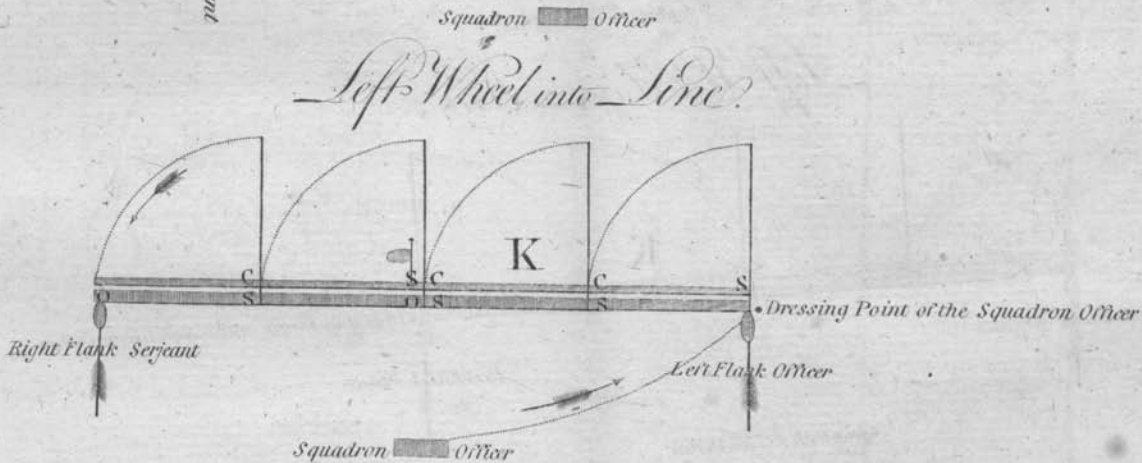 Squadron Officer
Left Wheel into Line.
K
C S C C S
O S O S S
Dressing Point of the Squadron Officer
Right Flank Serjeant
Left Flank Officer
Squadron Officer